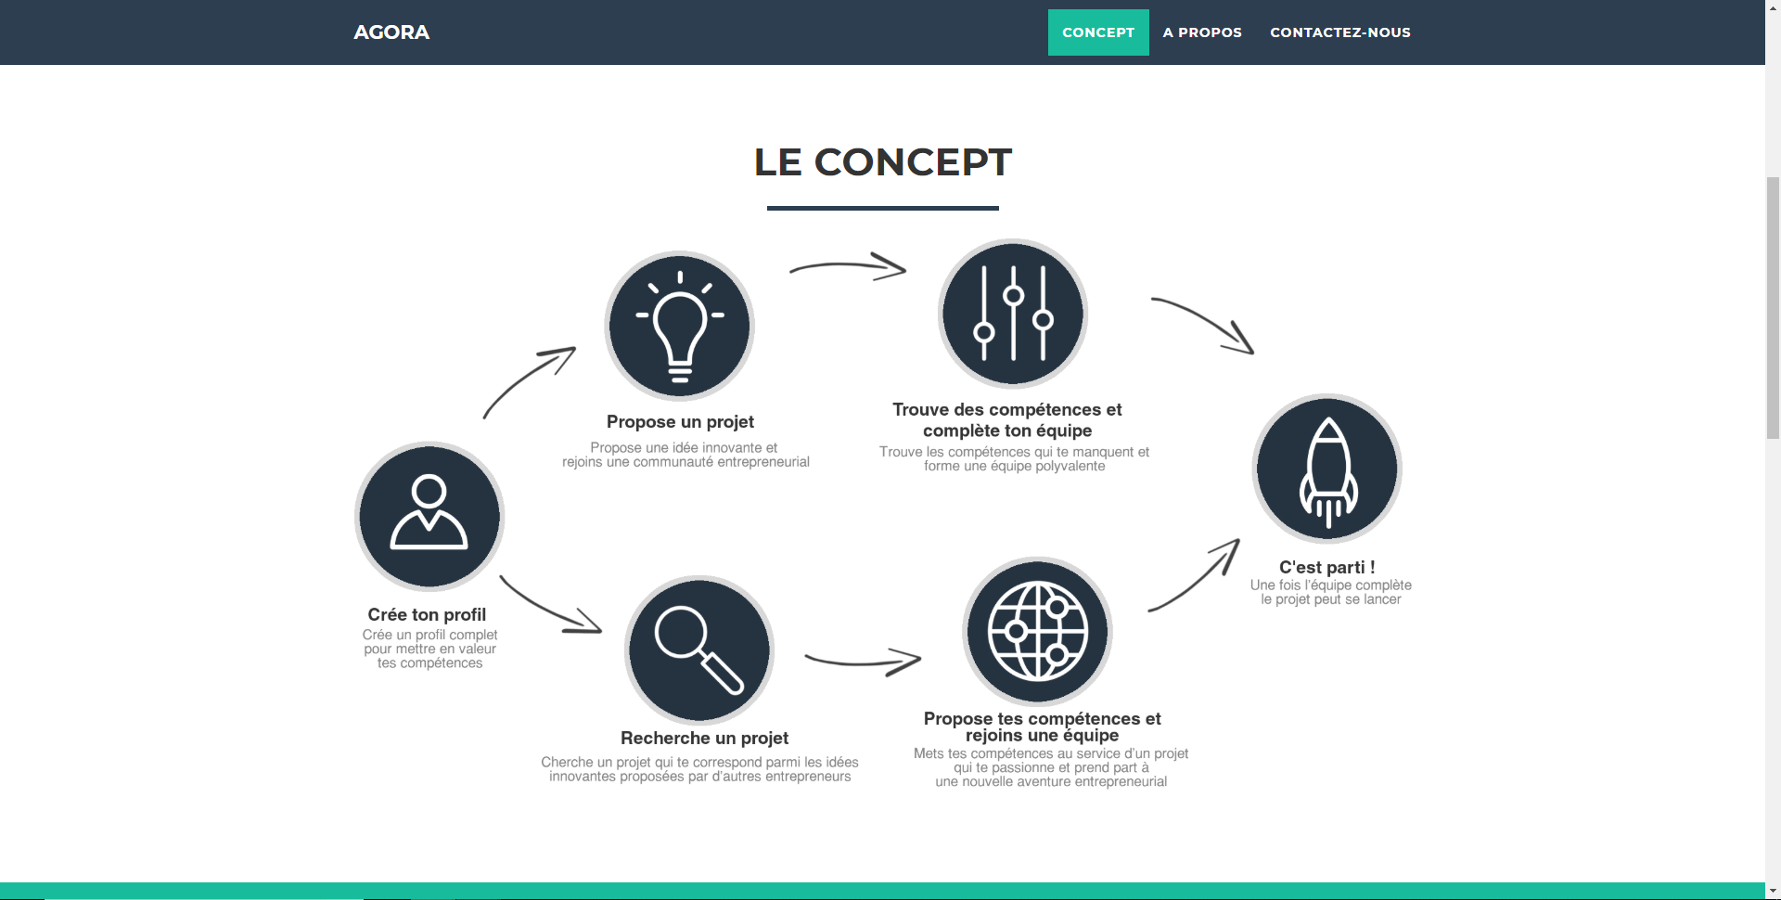 AGORA
CONCEPT
A PROPOS
CONTACTEZ-NOUS
LE CONCEPT
Propose un projet
Propose une idée innovante et
rejoins une communauté entrepreneurial
Trouve des compétences et
complète ton équipe
Trouve les compétences qui te manquent et
forme une équipe polyvalente
Crée ton profil
Crée un profil complet
pour mettre en valeur
tes compétences
C'est parti !
Une fois l'équipe complète
le projet peut se lancer
Recherche un projet
Cherche un projet qui te correspond parmi les idées
innovantes proposées par d'autres entrepreneurs
Propose tes compétences et
rejoins une équipe
Mets tes compétences au service d'un projet
qui te passionne et prend part à
une nouvelle aventure entrepreneurial